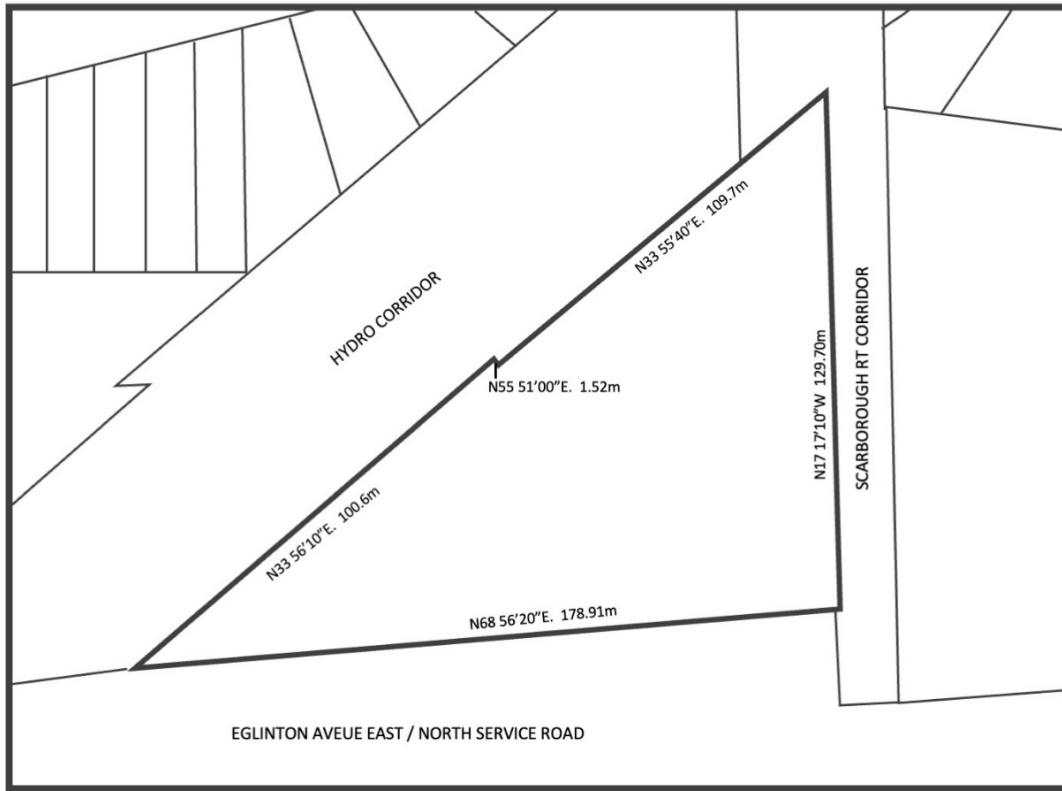 N33 55’40”E. 109.7m
HYDRO CORRIDOR
N55 51’00”E. 1.52m
N17 17’10”W 129.70m
SCARBOROUGH RT CORRIDOR
N33 56’10”E. 100.6m
N68 56’20”E. 178.91m
EGLINTON AVEUE EAST / NORTH SERVICE ROAD